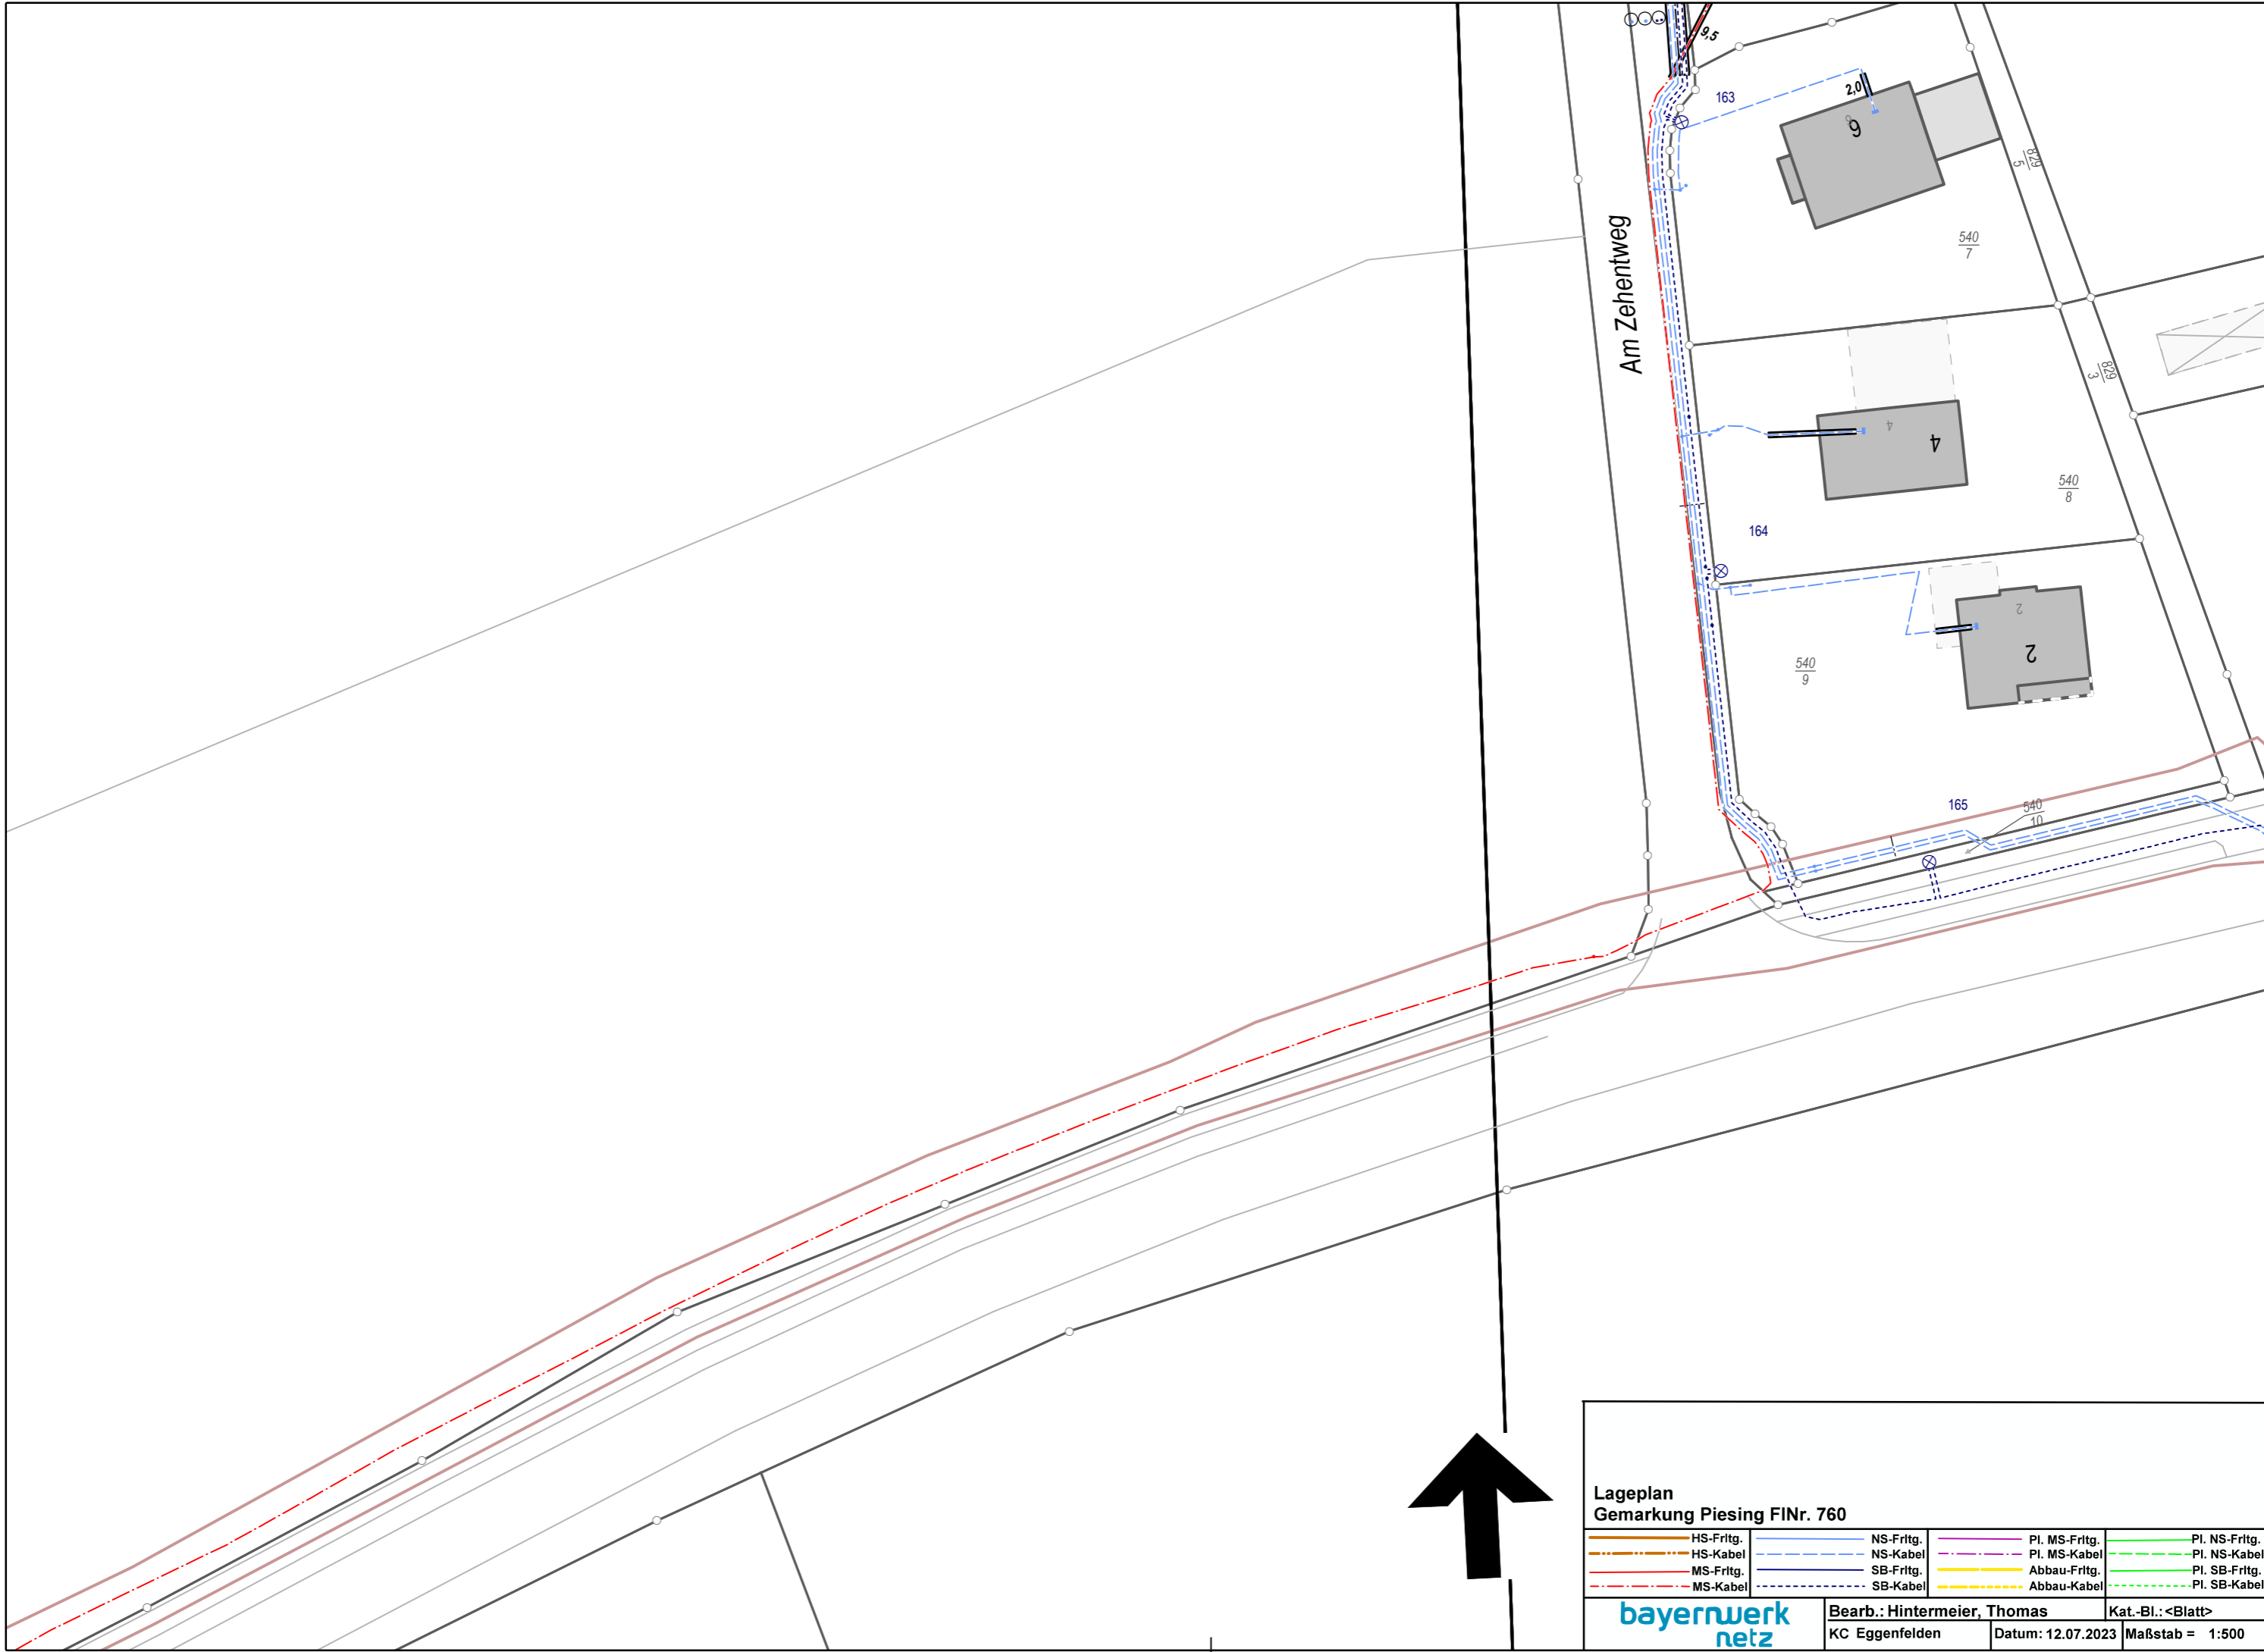 9,5
163
2,0
6
6
829
5
540
7
Am Zehentweg
829
3
4
4
540
8
164
2
2
540
9
165
540
10
Lageplan
Gemarkung Piesing FlNr. 760
HS-Frltg. NS-Frltg. Pl. MS-Frltg. Pl. NS-Frltg.
HS-Kabel NS-Kabel Pl. MS-Kabel Pl. NS-Kabel
MS-Frltg. SB-Frltg. Abbau-Frltg. Pl. SB-Frltg.
MS-Kabel SB-Kabel Abbau-Kabel Pl. SB-Kabel
bayernwerk
netz
Bearb.: Hintermeier, Thomas Kat.-Bl.: <Blatt>
KC Eggenfelden Datum: 12.07.2023 Maßstab = 1:500